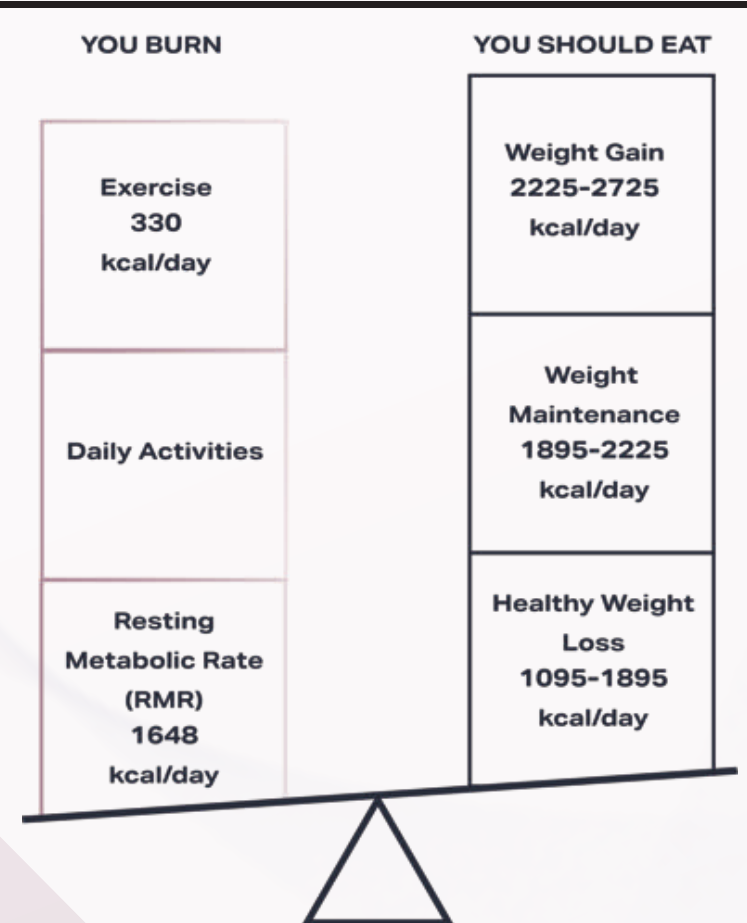 YOU BURN
Exercise
330
kcal/day
Daily Activities
Resting
Metabolic Rate
(RMR)
1648
kcal/day
YOU SHOULD EAT
Weight Gain
2225-2725
kcal/day
Weight
Maintenance
1895-2225
kcal/day
Healthy Weight
Loss
1095-1895
kcal/day